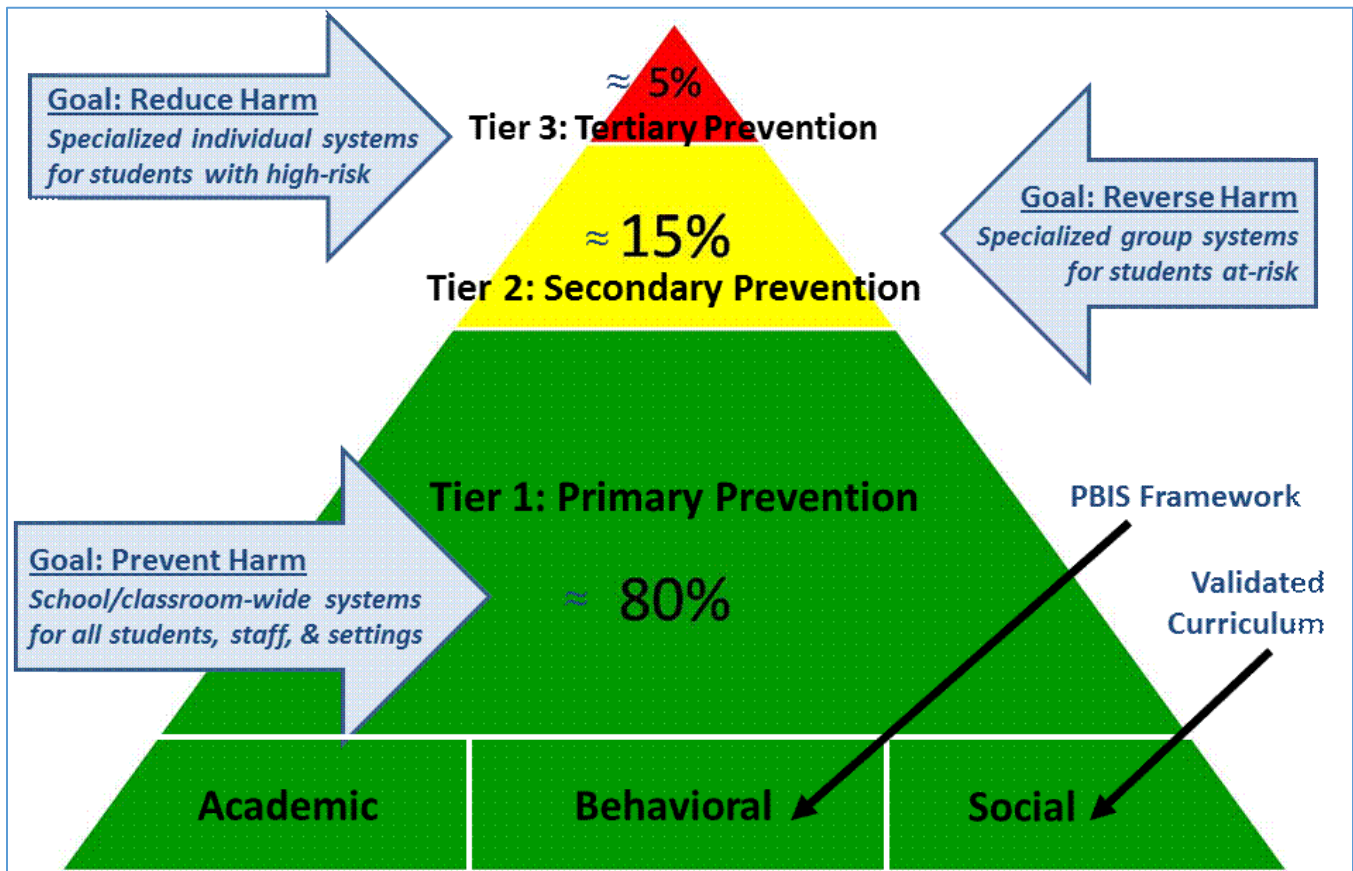 ≈ 5%
Tier 3: Tertiary Prevention
Goal: Reduce Harm
Specialized individual systems
for students with high-risk
≈ 15%
Tier 2: Secondary Prevention
Goal: Reverse Harm
Specialized group systems
for students at-risk
Tier 1: Primary Prevention
≈ 80%
Goal: Prevent Harm
School/classroom-wide systems
for all students, staff, & settings
PBIS Framework
Validated
Curriculum
Academic
Behavioral
Social